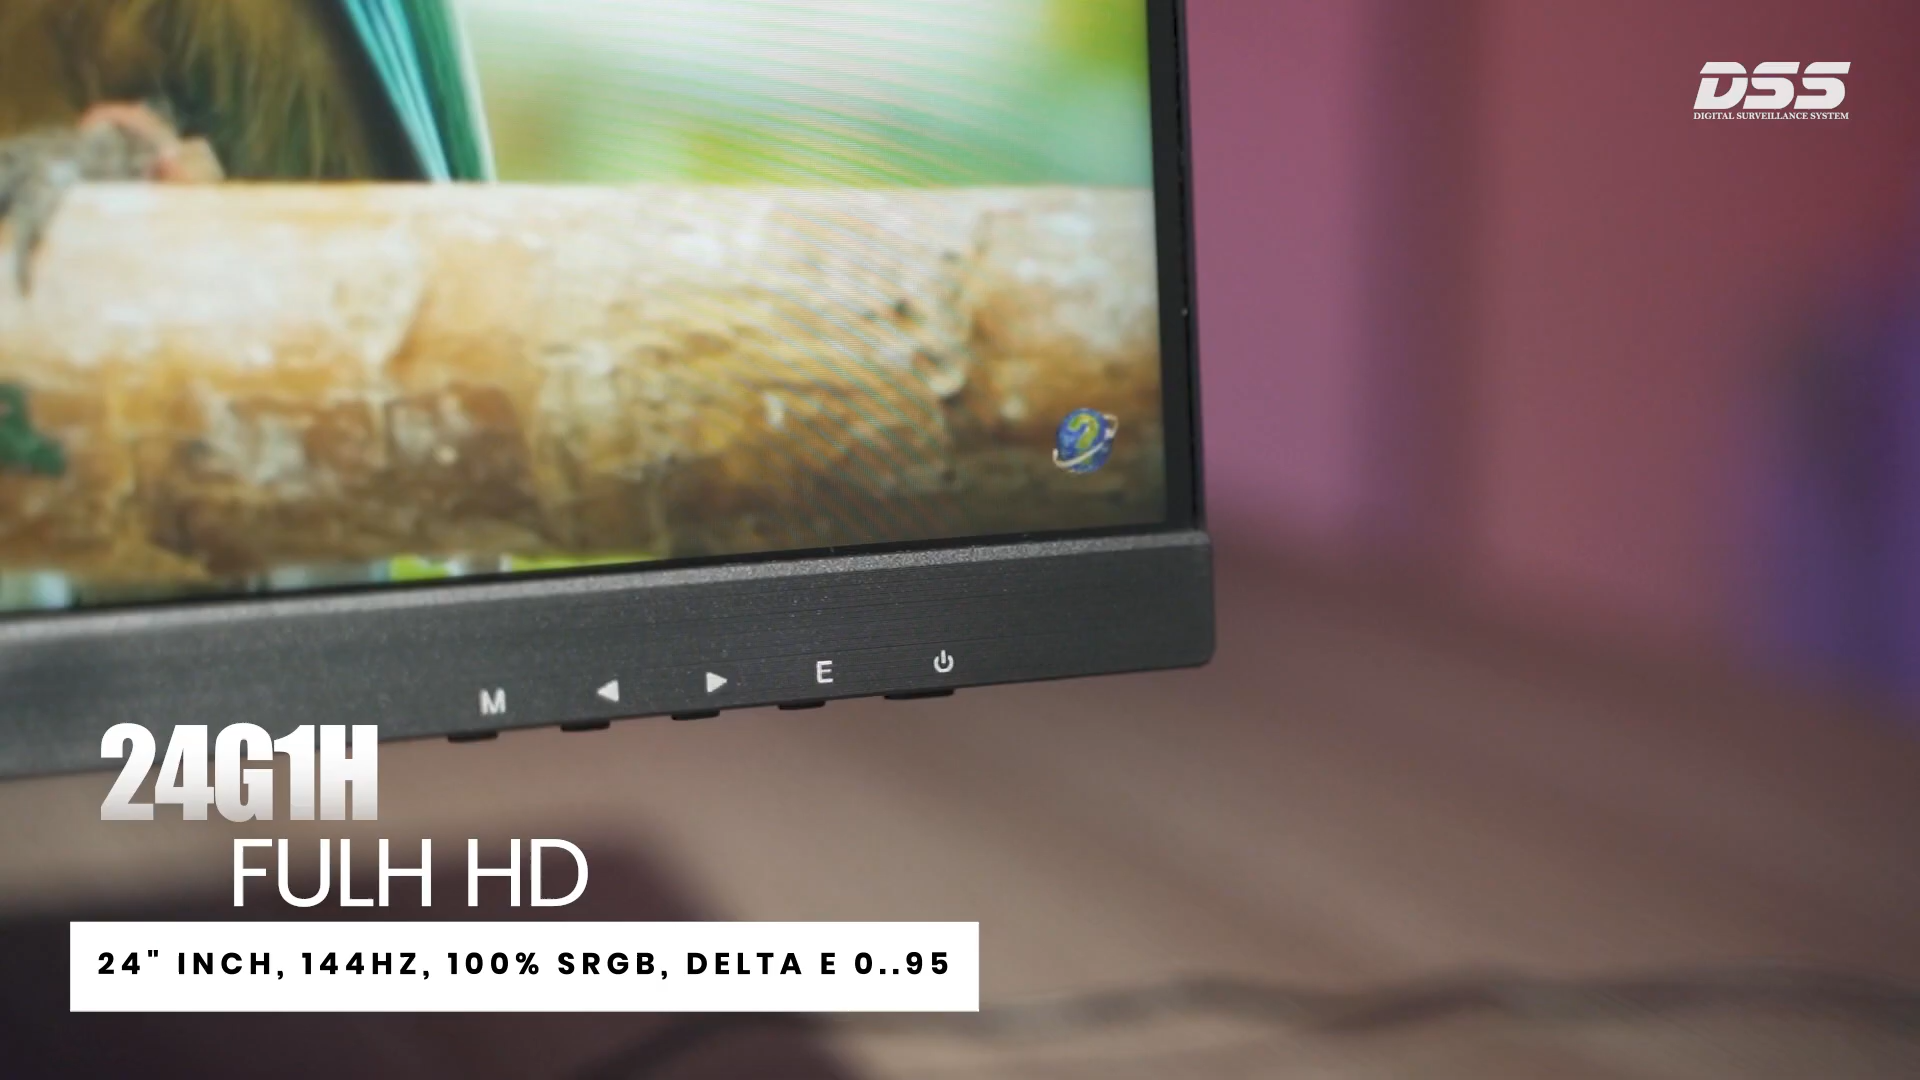 DSS
DIGITAL SURVEILLANCE SYSTEM
M ◀ ▶ E
24G1H
FULH HD
24" INCH, 144HZ, 100% SRGB, DELTA E 0..95